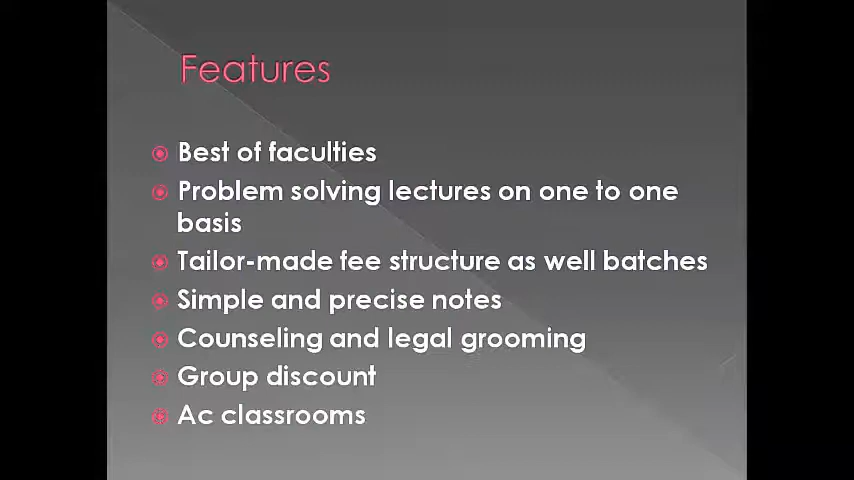 Features
Best of faculties
Problem solving lectures on one to one
basis
Tailor-made fee structure as well batches
Simple and precise notes
Counseling and legal grooming
Group discount
Ac classrooms